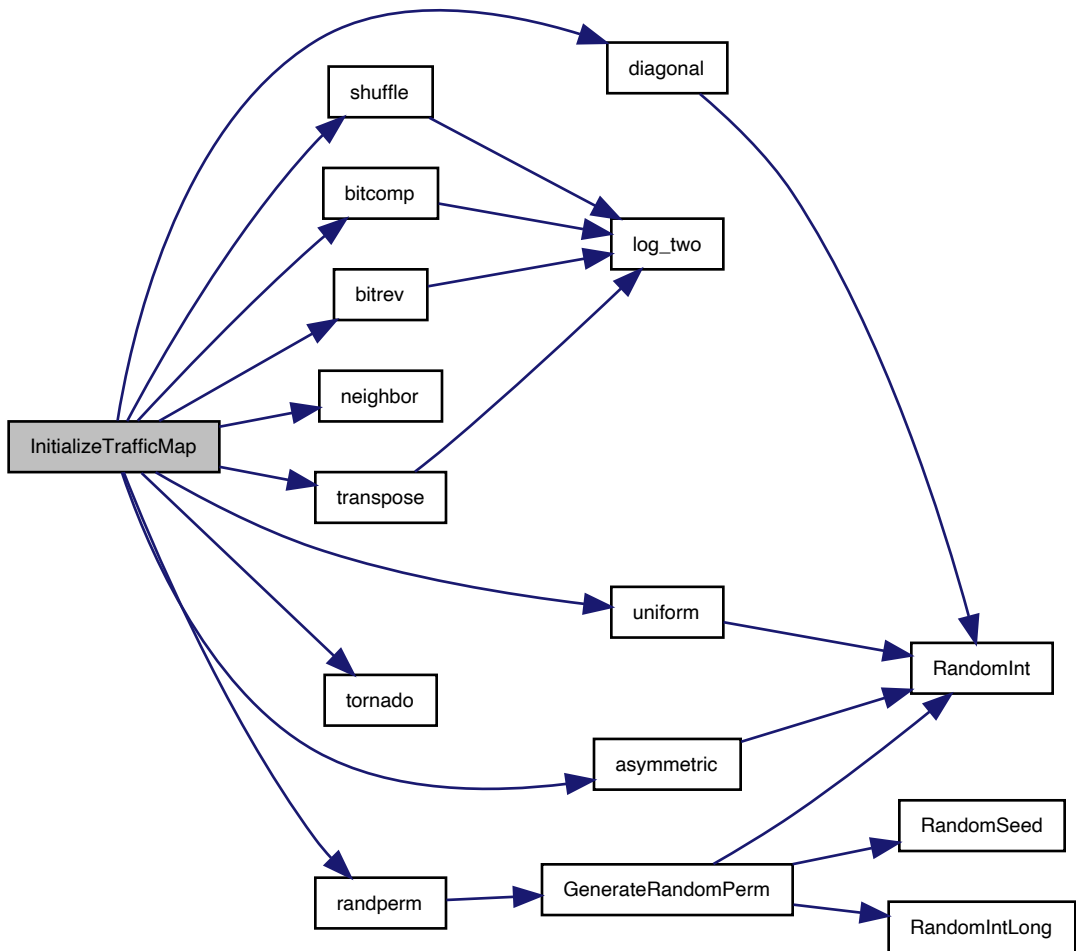 diagonal
shuffle
bitcomp
log_two
bitrev
neighbor
InitializeTrafficMap
transpose
uniform
RandomInt
tornado
asymmetric
RandomSeed
GenerateRandomPerm
randperm
RandomIntLong